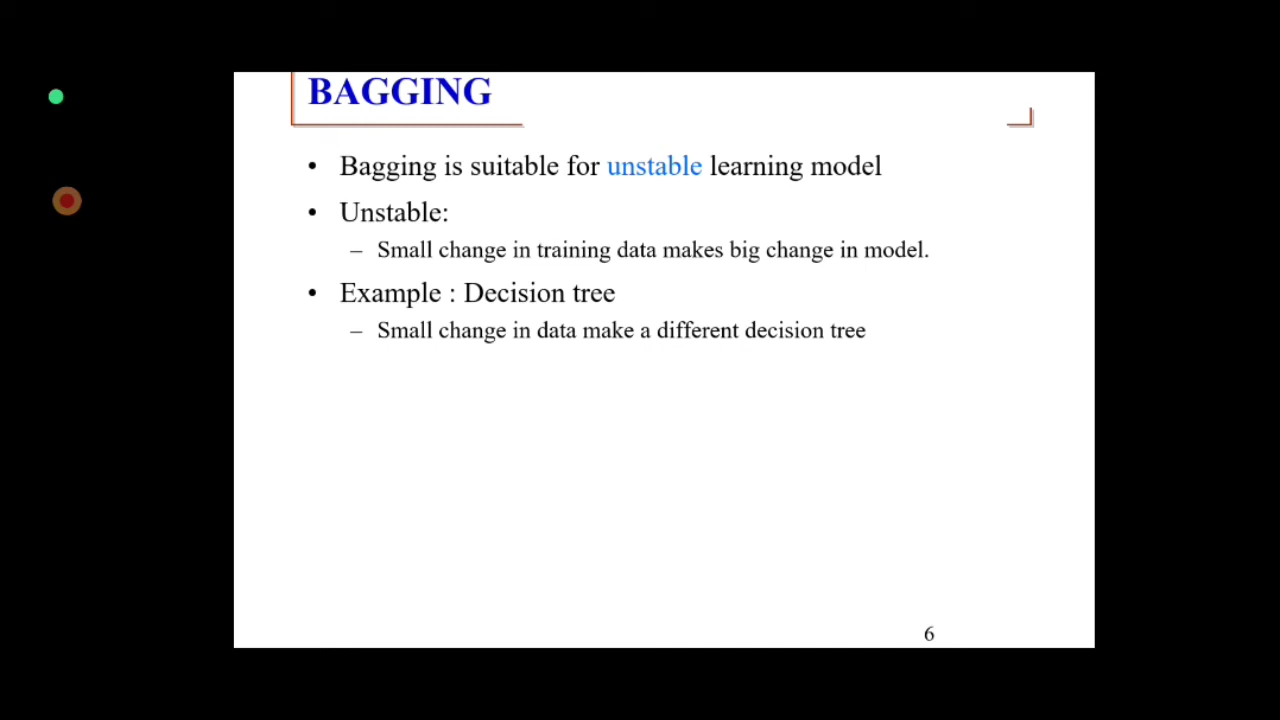 BAGGING
• Bagging is suitable for unstable learning model
• Unstable:
– Small change in training data makes big change in model.
• Example : Decision tree
– Small change in data make a different decision tree
6